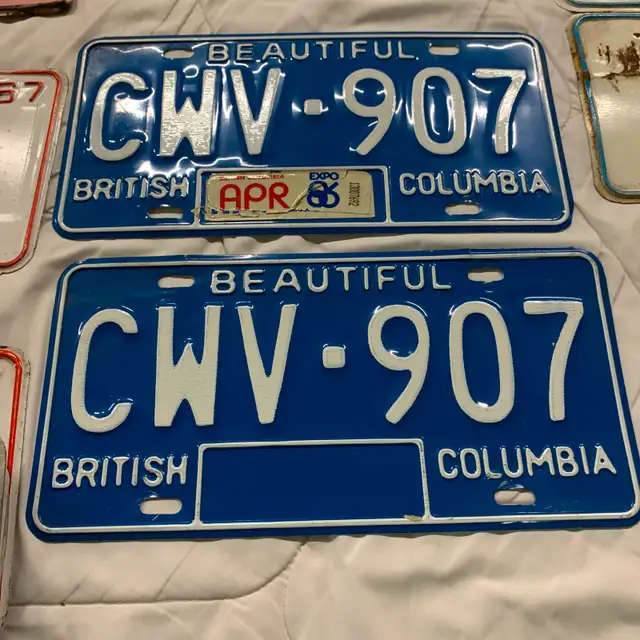 BEAUTIFUL
CWV·907
BRITISH COLUMBIA
APR EXPO 86
67
BEAUTIFUL
CWV·907
BRITISH COLUMBIA